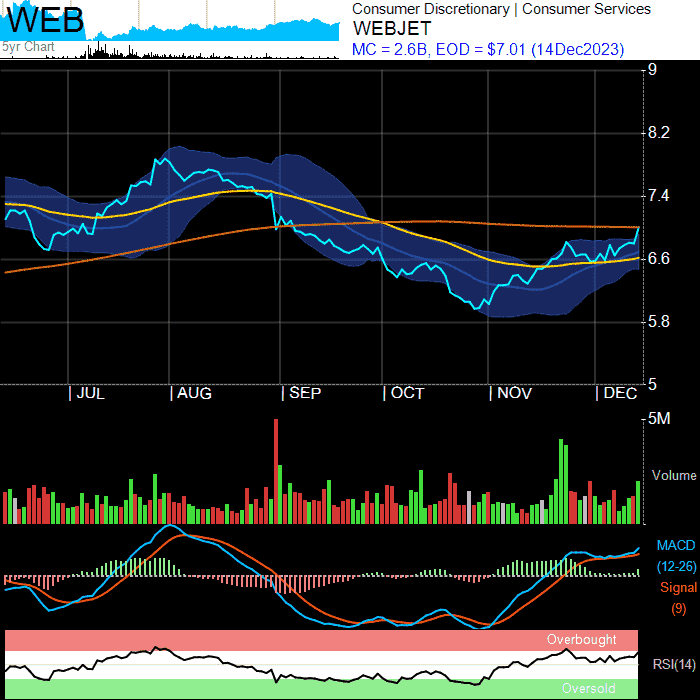 WEB
5yr Chart
Consumer Discretionary | Consumer Services
WEBJET
MC = 2.6B, EOD = $7.01 (14Dec2023)
9
8.2
7.4
6.6
5.8
5
| JUL | AUG | SEP | OCT | NOV | DEC
5M
Volume
MACD
(12-26)
Signal
(9)
Overbought
RSI(14)
Oversold